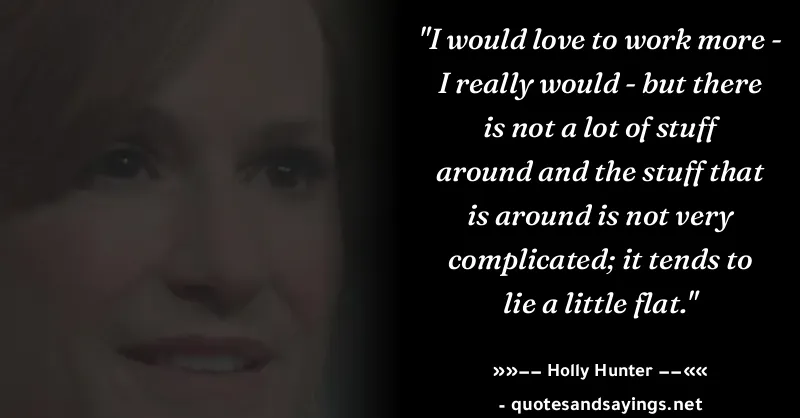 "I would love to work more -
I really would - but there
is not a lot of stuff
around and the stuff that
is around is not very
complicated; it tends to
lie a little flat."
»»−− Holly Hunter −−««
- quotesandsayings.net